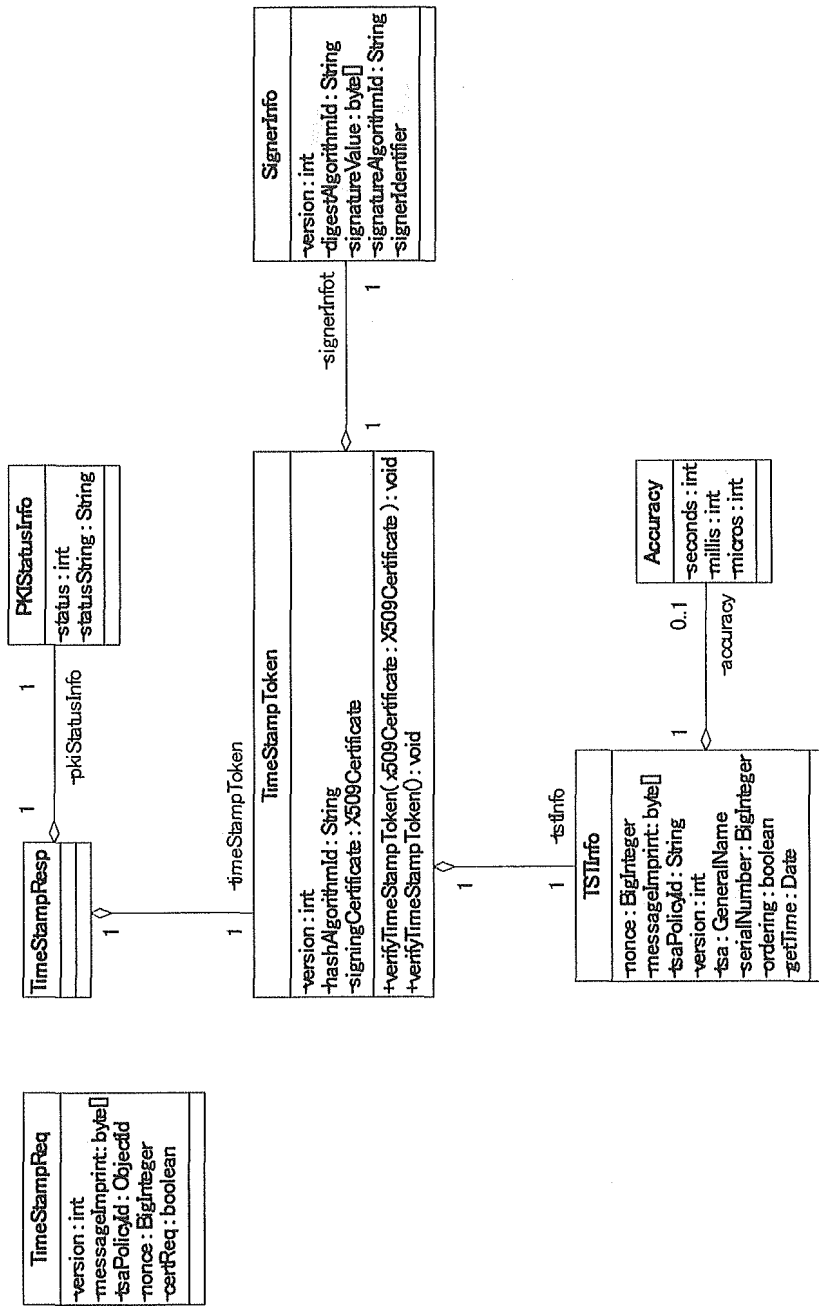 TimeStampReq
-version : int
-messageImprint : byte[]
-tsaPolicyId : ObjectId
-nonce : BigInteger
-certReq : boolean
TimeStampResp
1
1
-pkiStatusInfo
PKIStatusInfo
-status : int
-statusString : String
1
1
-timeStampToken
TimeStampToken
-version : int
-hashAlgorithmId : String
-signingCertificate : X509Certificate
+verifyTimeStampToken( x509Certificate : X509Certificate ) : void
+verifyTimeStampToken() : void
1
1
-signerInfot
SignerInfo
-version : int
-digestAlgorithmId : String
-signatureValue : byte[]
-signatureAlgorithmId : String
-signerIdentifier
1
1
-tstInfo
TSTInfo
-nonce : BigInteger
-messageImprint : byte[]
-tsaPolicyId : String
-version : int
-tsa : GeneralName
-serialNumber : BigInteger
-ordering : boolean
-getTime : Date
1
0..1
-accuracy
Accuracy
-seconds : int
-millis : int
-micros : int